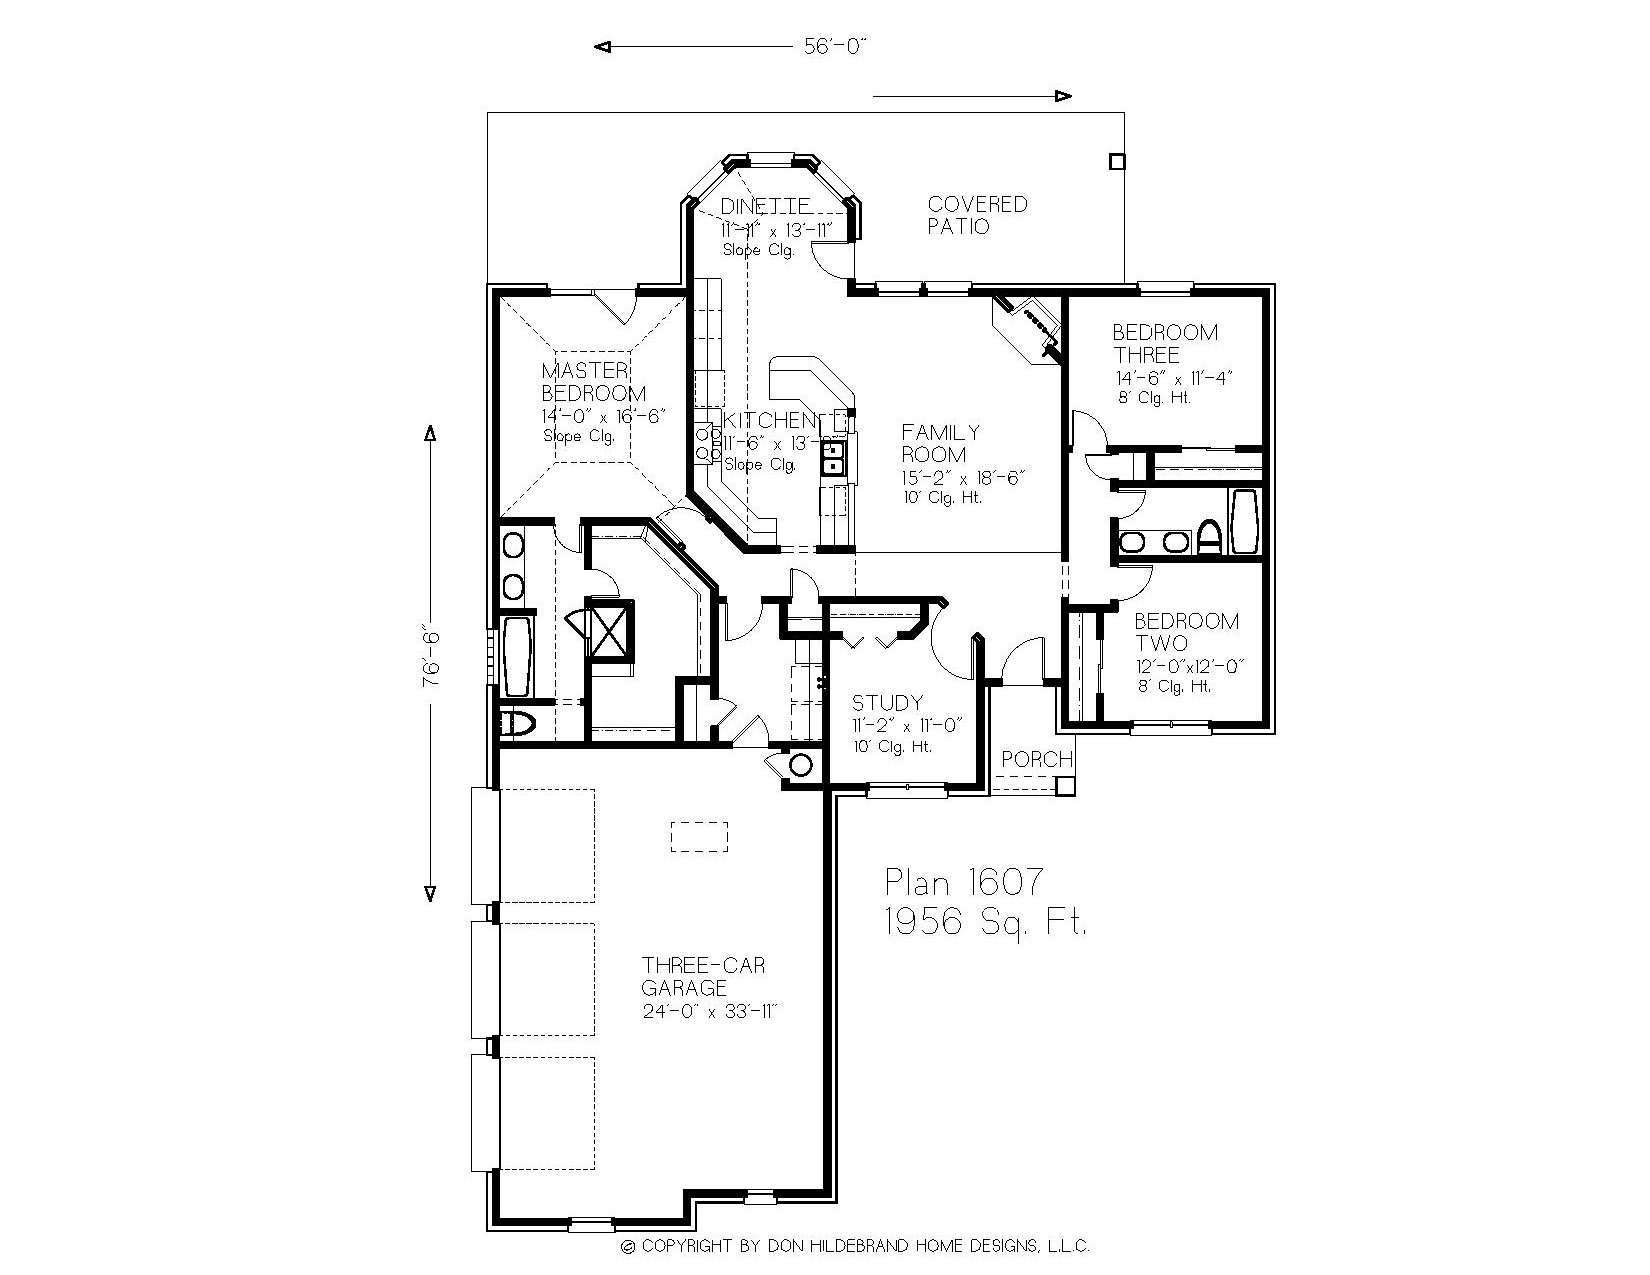 56'-0"
COVERED
PATIO
DINETTE
11'-11" x 13'-11"
Slope Clg.
BEDROOM
THREE
14'-6" x 11'-4"
8' Clg. Ht.
MASTER
BEDROOM
14'-0" x 16'-6"
Slope Clg.
KITCHEN
11'-6" x
Slope Clg.
FAMILY
ROOM
15'-2" x 18'-6"
10' Clg. Ht.
76'-6"
BEDROOM
TWO
12'-0"x12'-0"
8' Clg. Ht.
STUDY
11'-2" x 11'-0"
10' Clg. Ht.
PORCH
Plan 1607
1956 Sq. Ft.
THREE-CAR
GARAGE
24'-0" x 33'-11"
© COPYRIGHT BY DON HILDEBRAND HOME DESIGNS, L.L.C.